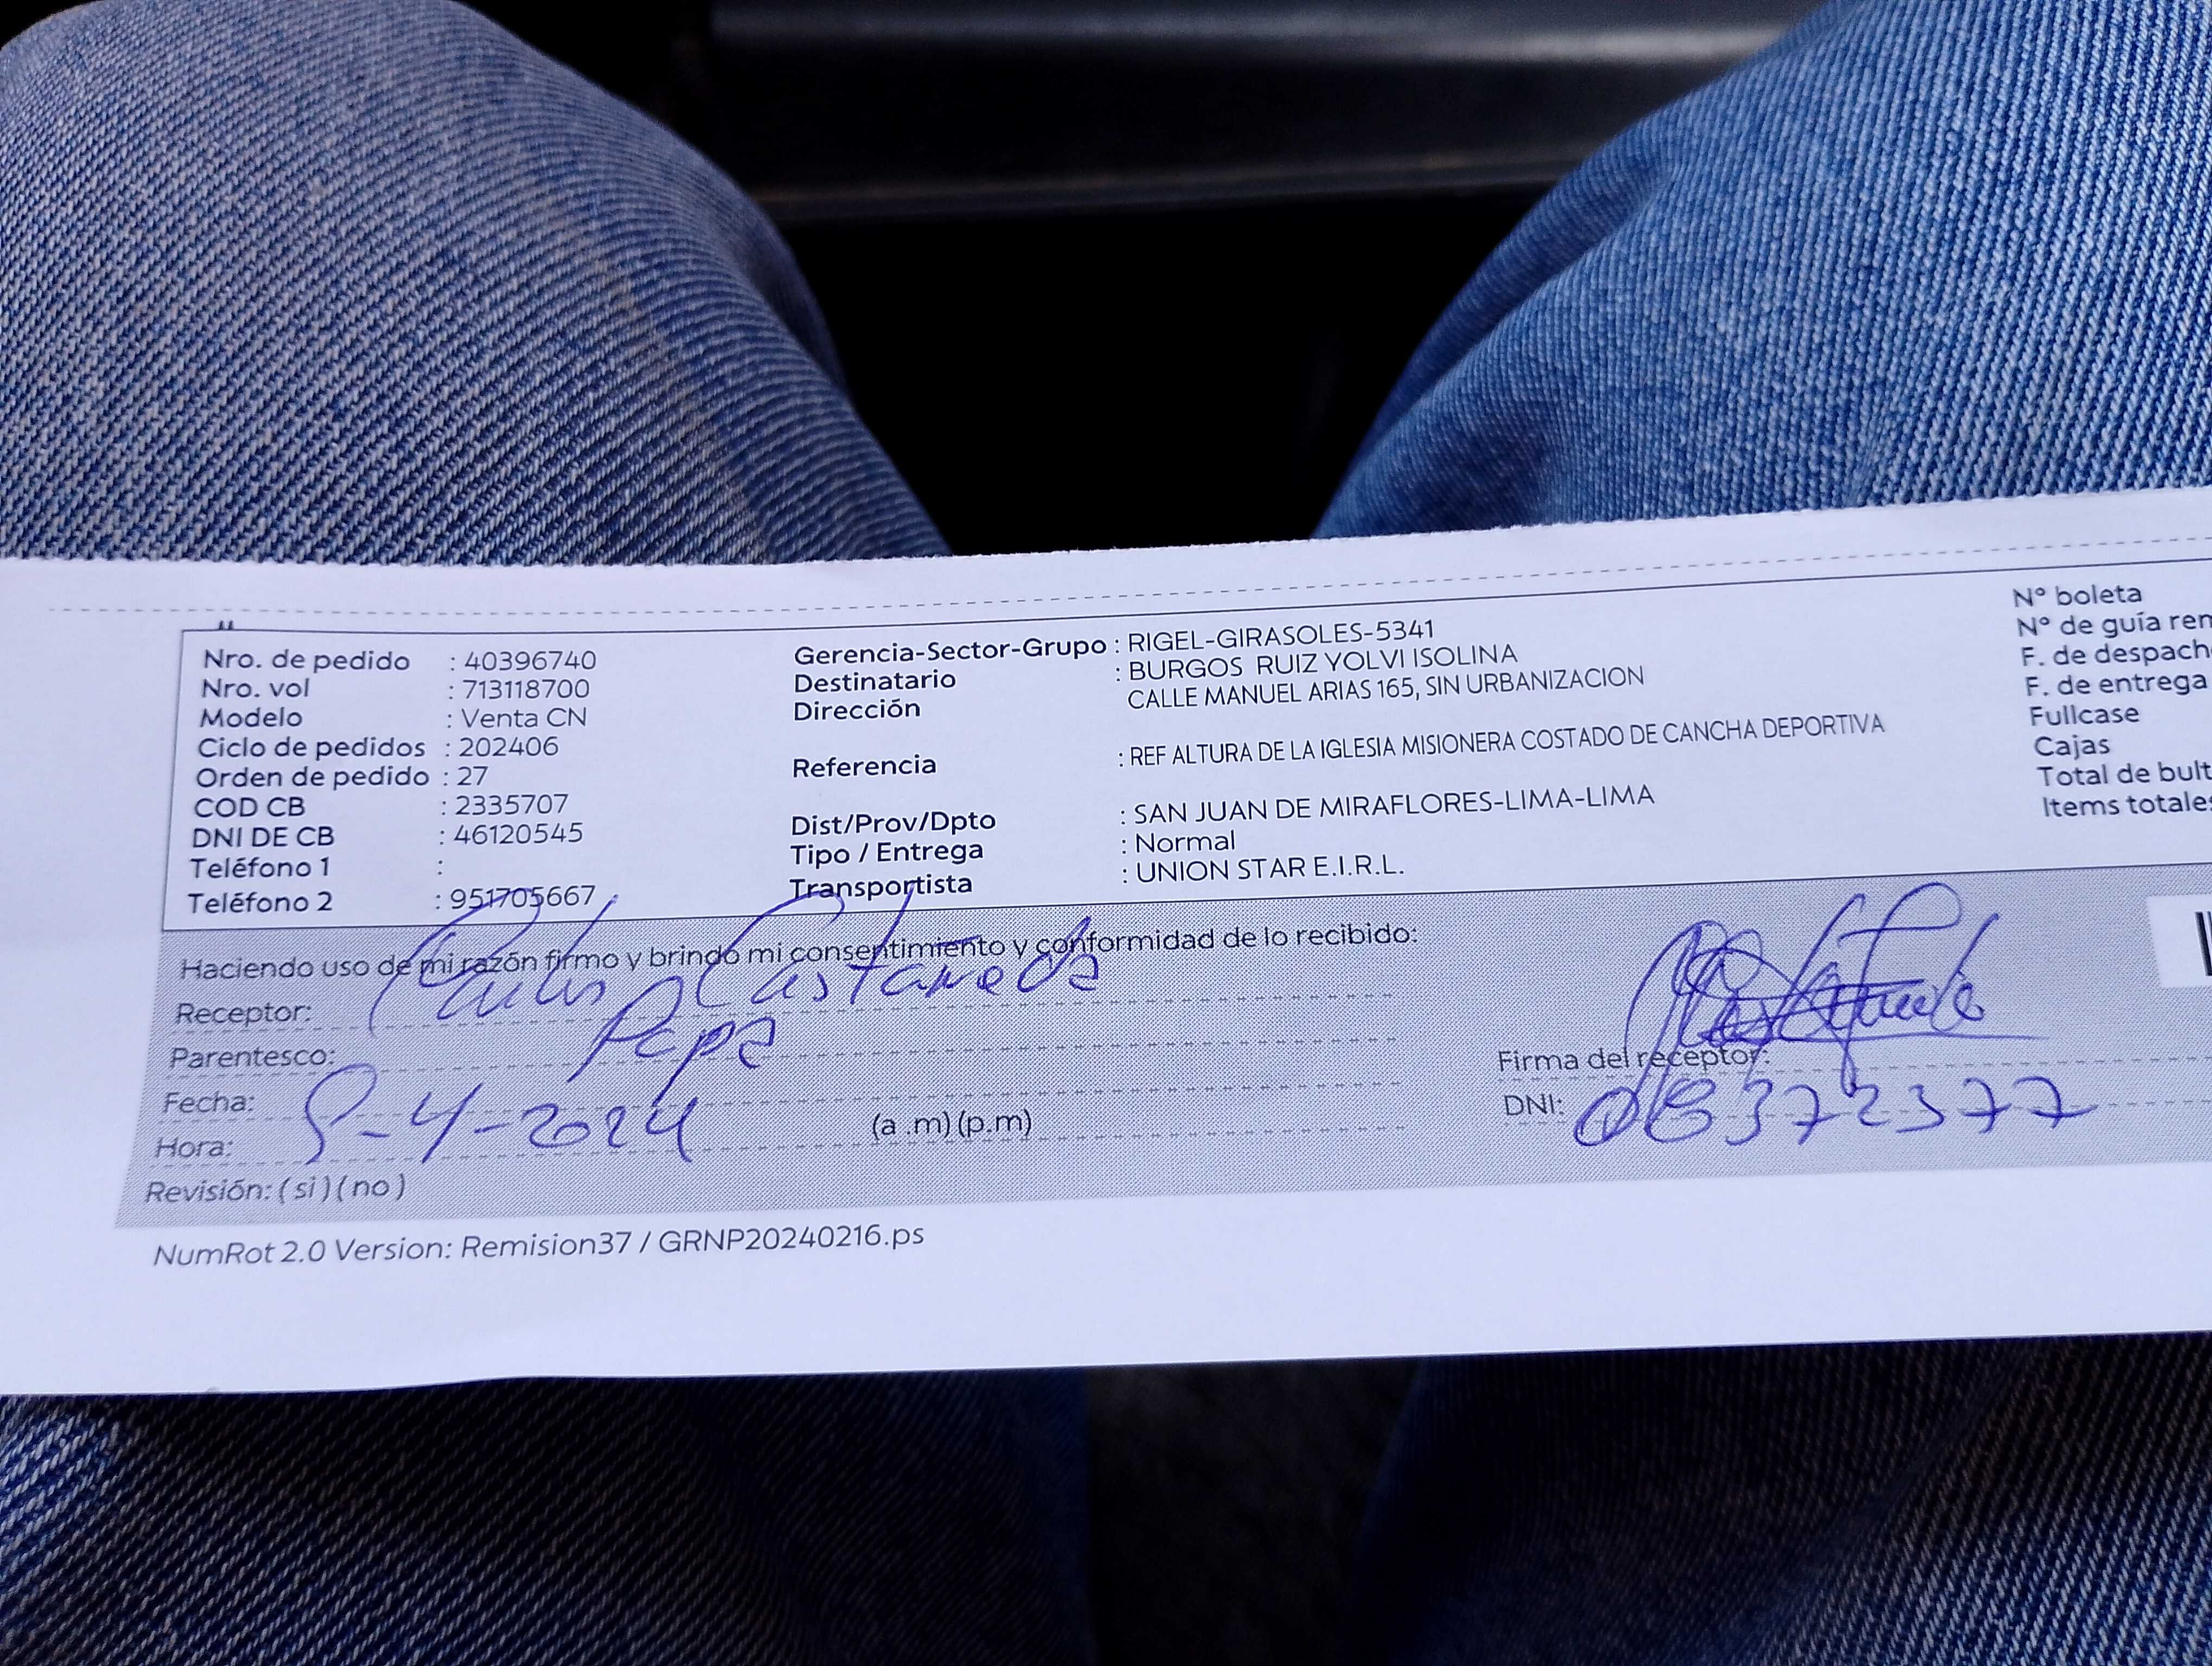 Nro. de pedido : 40396740
Nro. vol : 713118700
Modelo : Venta CN
Ciclo de pedidos : 202406
Orden de pedido : 27
COD CB : 2335707
DNI DE CB : 46120545
Teléfono 1 :
Teléfono 2 : 951705667
Gerencia-Sector-Grupo : RIGEL-GIRASOLES-5341
Destinatario : BURGOS RUIZ YOLVI ISOLINA
Dirección CALLE MANUEL ARIAS 165, SIN URBANIZACION
Referencia : REF ALTURA DE LA IGLESIA MISIONERA COSTADO DE CANCHA DEPORTIVA
Dist/Prov/Dpto : SAN JUAN DE MIRAFLORES-LIMA-LIMA
Tipo / Entrega : Normal
Transportista : UNION STAR E.I.R.L.
N° boleta
N° de guía rem
F. de despach
F. de entrega
Fullcase
Cajas
Total de bult
Items totales
Haciendo uso de mi razón firmo y brindo mi consentimiento y conformidad de lo recibido:
Receptor: Carlos Castañeda
Parentesco: Papa
Fecha: 8-4-2024
Hora: (a .m) (p.m)
Revisión: ( si ) ( no )
Firma del receptor:
DNI: 08372377
NumRot 2.0 Version: Remision37 / GRNP20240216.ps